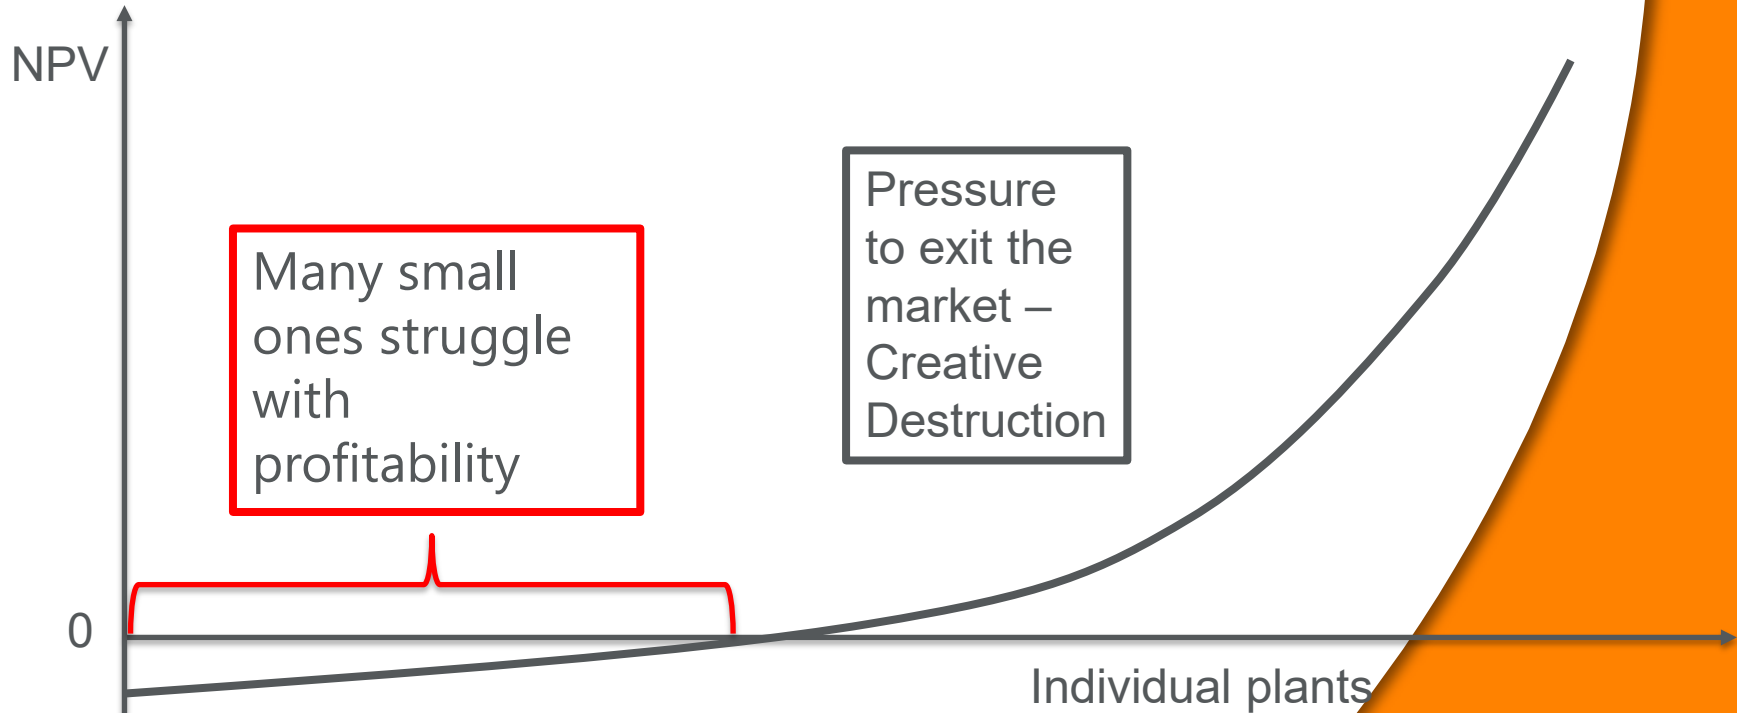 NPV
Many small
ones struggle
with
profitability
Pressure
to exit the
market –
Creative
Destruction
0
Individual plants